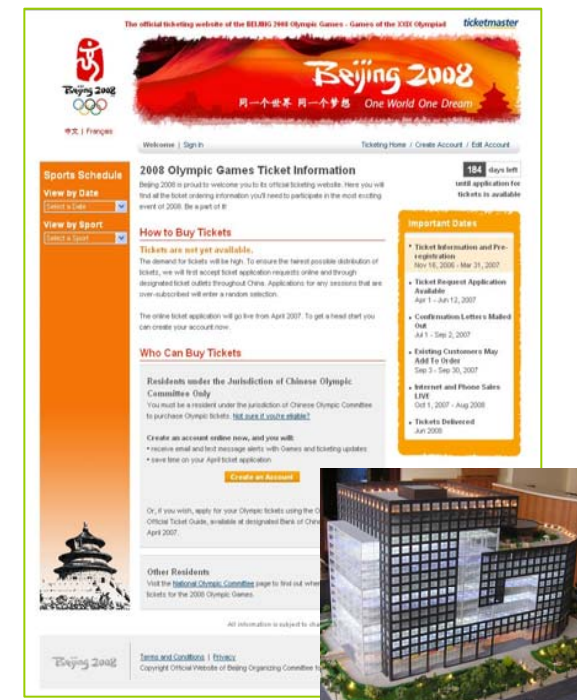 The official ticketing website of the BEIJING 2008 Olympic Games - Games of the XXIX Olympiad
ticketmaster
Beijing 2008
Beijing 2008
同一个世界 同一个梦想 One World One Dream
中文 | Français
Welcome | Sign In
Ticketing Home / Create Account / Edit Account
Sports Schedule
View by Date
Select a Date
View by Sport
Select a Sport
2008 Olympic Games Ticket Information
Beijing 2008 is proud to welcome you to its official ticketing website. Here you will
find all the ticket ordering information you'll need to participate in the most exciting
event of 2008. Be a part of it!
184 days left
until application for
tickets is available
How to Buy Tickets
Tickets are not yet available.
The demand for tickets will be high. To ensure the fairest possible distribution of
tickets, we will first accept ticket application requests online and through
designated ticket outlets throughout China. Applications for any sessions that are
over-subscribed will enter a random selection.
The online ticket application will go live from April 2007. To get a head start you
can create your account now.
Important Dates
Ticket Information and Pre-
registration
Nov 18, 2006 - Mar 31, 2007
Ticket Request Application
Available
Apr 1 - Jun 12, 2007
Confirmation Letters Mailed
Out
Jul 1 - Sep 2, 2007
Existing Customers May
Add To Order
Sep 3 - Sep 30, 2007
Internet and Phone Sales
LIVE
Oct 1, 2007 - Aug 2008
Tickets Delivered
Jun 2008
Who Can Buy Tickets
Residents under the Jurisdiction of Chinese Olympic
Committee Only
You must be a resident under the jurisdiction of Chinese Olympic Committee
to purchase Olympic tickets. Not sure if you're eligible?
Create an account online now, and you will:
• receive email and text message alerts with Games and ticketing updates
• save time on your April ticket application
Create an Account
Or, if you wish, apply for your Olympic tickets using the O
Official Ticket Guide, available at designated Bank of Chin
April 2007.
Other Residents
Visit the National Olympic Committee page to find out when
tickets for the 2008 Olympic Games.
All information is subject to chan
Beijing 2008
Terms and Conditions | Privacy
Copyright Official Website of Beijing Organizing Committee fo